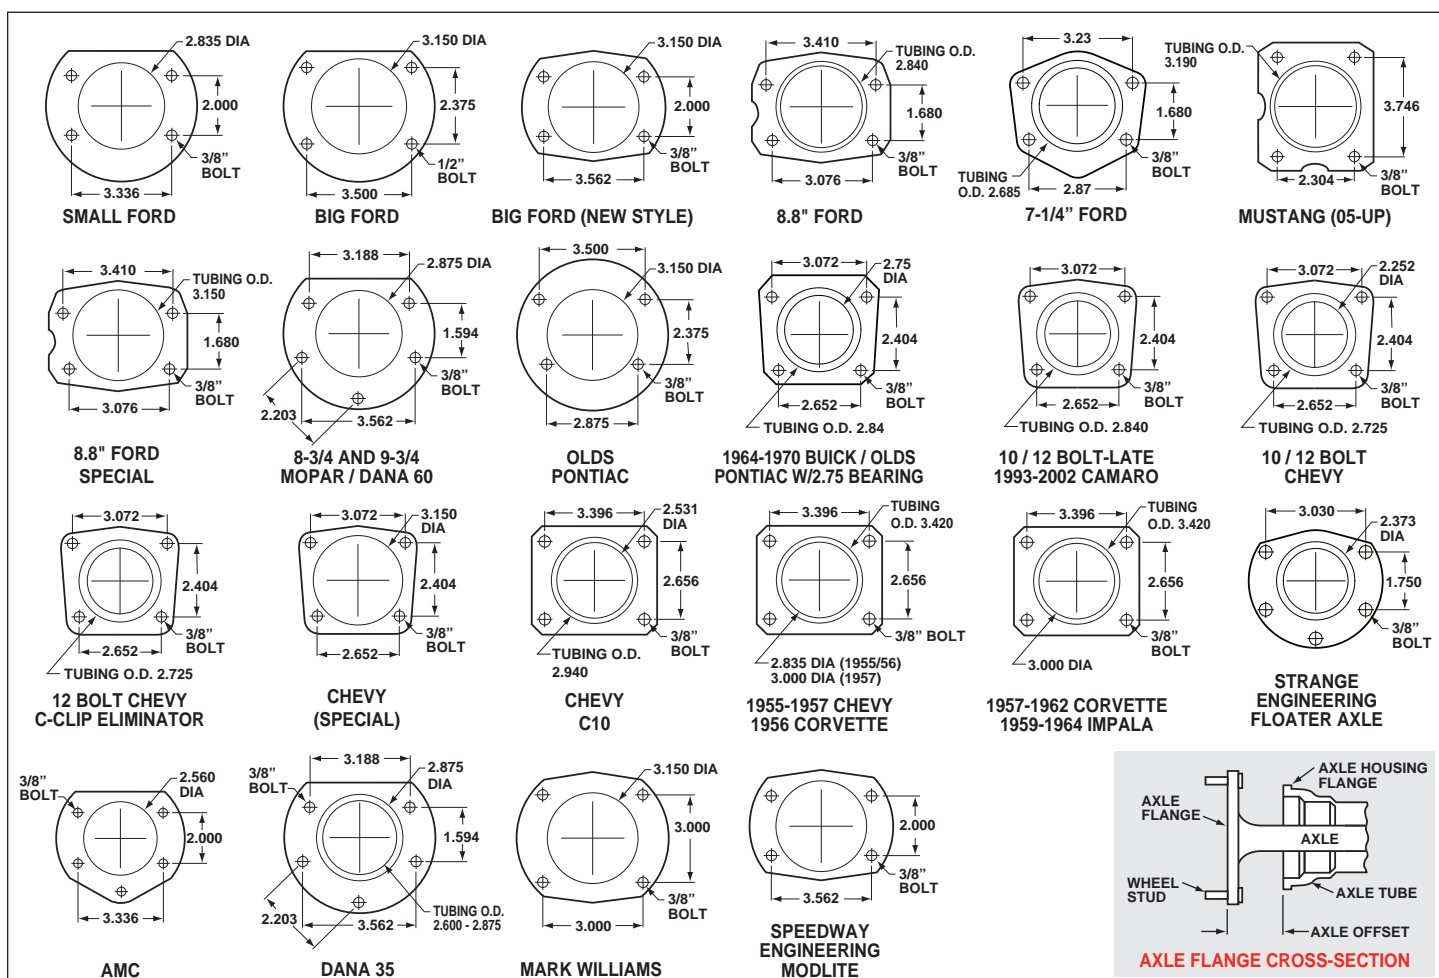 2.835 DIA
2.000
3/8”
BOLT
3.336
SMALL FORD
3.150 DIA
2.375
1/2”
BOLT
3.500
BIG FORD
3.150 DIA
2.000
3/8”
BOLT
3.562
BIG FORD (NEW STYLE)
3.410
TUBING O.D.
2.840
1.680
3/8”
BOLT
3.076
8.8" FORD
3.23
1.680
TUBING
O.D. 2.685
3/8”
BOLT
2.87
7-1/4” FORD
TUBING O.D.
3.190
3.746
3/8”
BOLT
2.304
MUSTANG (05-UP)
3.410
TUBING O.D.
3.150
1.680
3/8”
BOLT
3.076
8.8" FORD
SPECIAL
3.188
2.875 DIA
1.594
3/8”
BOLT
2.203
3.562
8-3/4 AND 9-3/4
MOPAR / DANA 60
3.500
3.150 DIA
2.375
3/8”
BOLT
2.875
OLDS
PONTIAC
3.072
2.75
DIA
2.404
3/8”
BOLT
2.652
TUBING O.D. 2.84
1964-1970 BUICK / OLDS
PONTIAC W/2.75 BEARING
3.072
2.404
3/8”
BOLT
2.652
TUBING O.D. 2.840
10 / 12 BOLT-LATE
1993-2002 CAMARO
3.072
2.252
DIA
2.404
3/8”
BOLT
2.652
TUBING O.D. 2.725
10 / 12 BOLT
CHEVY
3.072
2.404
3/8”
BOLT
2.652
TUBING O.D. 2.725
12 BOLT CHEVY
C-CLIP ELIMINATOR
3.072
3.150
DIA
2.404
3/8”
BOLT
2.652
CHEVY
(SPECIAL)
3.396
2.531
DIA
2.656
3/8”
BOLT
TUBING O.D.
2.940
CHEVY
C10
3.396
TUBING
O.D. 3.420
2.656
3/8” BOLT
2.835 DIA (1955/56)
3.000 DIA (1957)
1955-1957 CHEVY
1956 CORVETTE
3.396
TUBING
O.D. 3.420
2.656
3/8”
BOLT
3.000 DIA
1957-1962 CORVETTE
1959-1964 IMPALA
3.030
2.373
DIA
1.750
3/8”
BOLT
STRANGE
ENGINEERING
FLOATER AXLE
3/8”
BOLT
2.560
DIA
2.000
3.336
AMC
3/8”
BOLT
3.188
2.875
DIA
1.594
2.203
3.562
TUBING O.D.
2.600 - 2.875
DANA 35
3.150 DIA
3.000
3/8”
BOLT
3.000
MARK WILLIAMS
2.000
3/8”
BOLT
3.562
SPEEDWAY
ENGINEERING
MODLITE
AXLE HOUSING
FLANGE
AXLE
FLANGE
AXLE
WHEEL
STUD
AXLE TUBE
AXLE OFFSET
AXLE FLANGE CROSS-SECTION